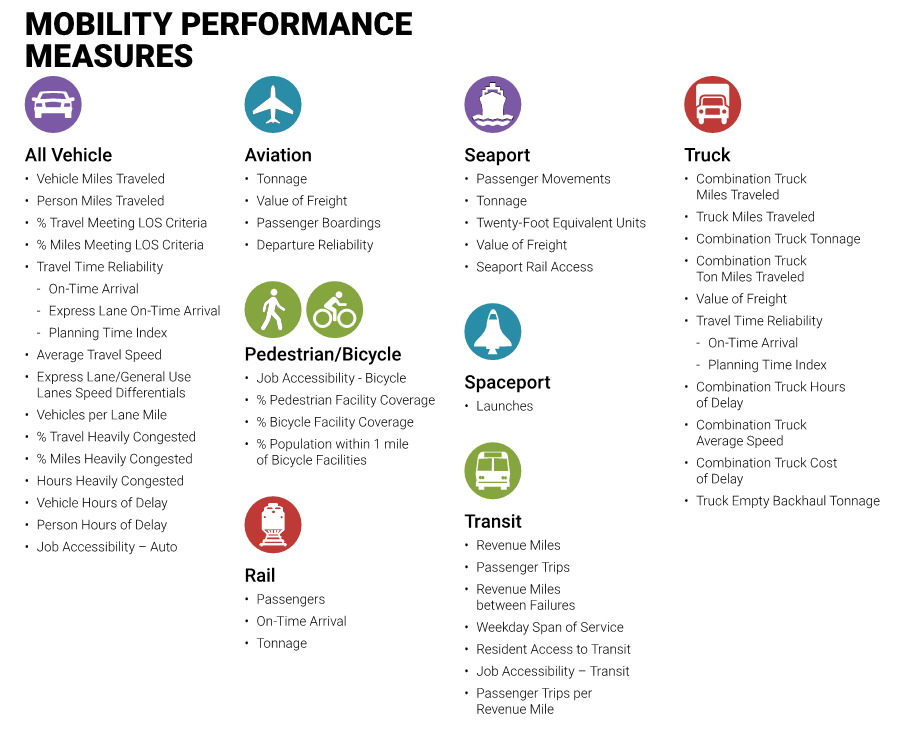 MOBILITY PERFORMANCE
MEASURES
All Vehicle
• Vehicle Miles Traveled
• Person Miles Traveled
• % Travel Meeting LOS Criteria
• % Miles Meeting LOS Criteria
• Travel Time Reliability
- On-Time Arrival
- Express Lane On-Time Arrival
- Planning Time Index
• Average Travel Speed
• Express Lane/General Use
Lanes Speed Differentials
• Vehicles per Lane Mile
• % Travel Heavily Congested
• % Miles Heavily Congested
• Hours Heavily Congested
• Vehicle Hours of Delay
• Person Hours of Delay
• Job Accessibility – Auto
Aviation
• Tonnage
• Value of Freight
• Passenger Boardings
• Departure Reliability
Pedestrian/Bicycle
• Job Accessibility - Bicycle
• % Pedestrian Facility Coverage
• % Bicycle Facility Coverage
• % Population within 1 mile
of Bicycle Facilities
Rail
• Passengers
• On-Time Arrival
• Tonnage
Seaport
• Passenger Movements
• Tonnage
• Twenty-Foot Equivalent Units
• Value of Freight
• Seaport Rail Access
Spaceport
• Launches
Transit
• Revenue Miles
• Passenger Trips
• Revenue Miles
between Failures
• Weekday Span of Service
• Resident Access to Transit
• Job Accessibility – Transit
• Passenger Trips per
Revenue Mile
Truck
• Combination Truck
Miles Traveled
• Truck Miles Traveled
• Combination Truck Tonnage
• Combination Truck
Ton Miles Traveled
• Value of Freight
• Travel Time Reliability
- On-Time Arrival
- Planning Time Index
• Combination Truck Hours
of Delay
• Combination Truck
Average Speed
• Combination Truck Cost
of Delay
• Truck Empty Backhaul Tonnage